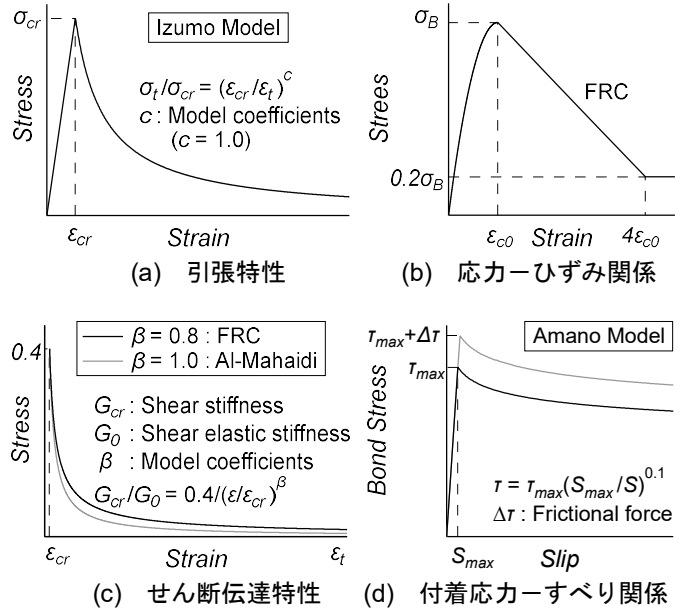 σcr
Izumo Model
σt/σcr = (εcr/εt)^c
c : Model coefficients
(c = 1.0)
Stress
εcr
Strain
(a) 引張特性
σB
FRC
Strees
0.2σB
εc0
Strain
4εc0
(b) 応力－ひずみ関係
β = 0.8 : FRC
β = 1.0 : Al-Mahaidi
0.4
Gcr : Shear stiffness
G0 : Shear elastic stiffness
β : Model coefficients
Gcr/G0 = 0.4/(ε/εcr)^β
Stress
εcr
Strain
εt
(c) せん断伝達特性
τmax+Δτ
Amano Model
τmax
Bond Stress
τ = τmax(Smax/S)^0.1
Δτ : Frictional force
Smax
Slip
(d) 付着応力－すべり関係